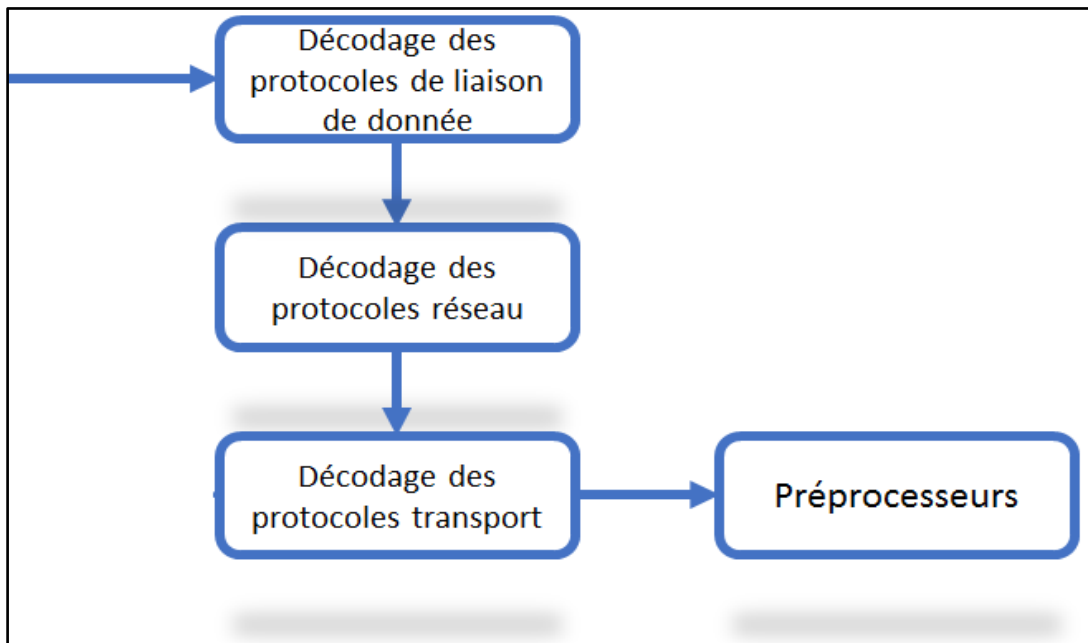 Décodage des
protocoles de liaison
de donnée
Décodage des
protocoles réseau
Décodage des
protocoles transport
Préprocesseurs